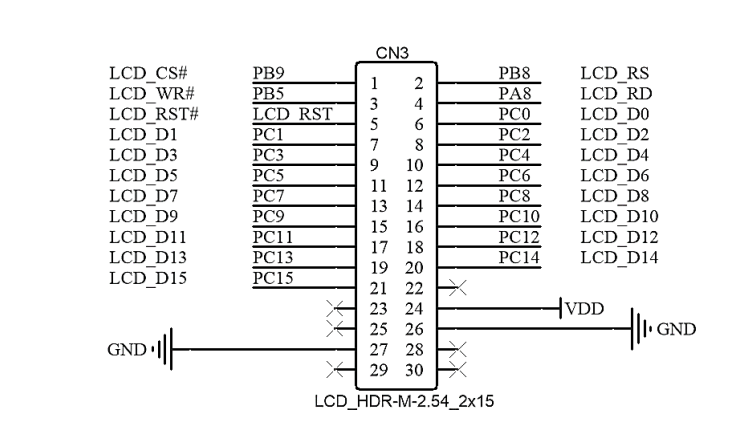 CN3
LCD_CS# PB9 1 2 PB8 LCD_RS
LCD_WR# PB5 3 4 PA8 LCD_RD
LCD_RST# LCD_RST 5 6 PC0 LCD_D0
LCD_D1 PC1 7 8 PC2 LCD_D2
LCD_D3 PC3 9 10 PC4 LCD_D4
LCD_D5 PC5 11 12 PC6 LCD_D6
LCD_D7 PC7 13 14 PC8 LCD_D8
LCD_D9 PC9 15 16 PC10 LCD_D10
LCD_D11 PC11 17 18 PC12 LCD_D12
LCD_D13 PC13 19 20 PC14 LCD_D14
LCD_D15 PC15 21 22
23 24 VDD
25 26 GND
GND 27 28
29 30
LCD_HDR-M-2.54_2x15